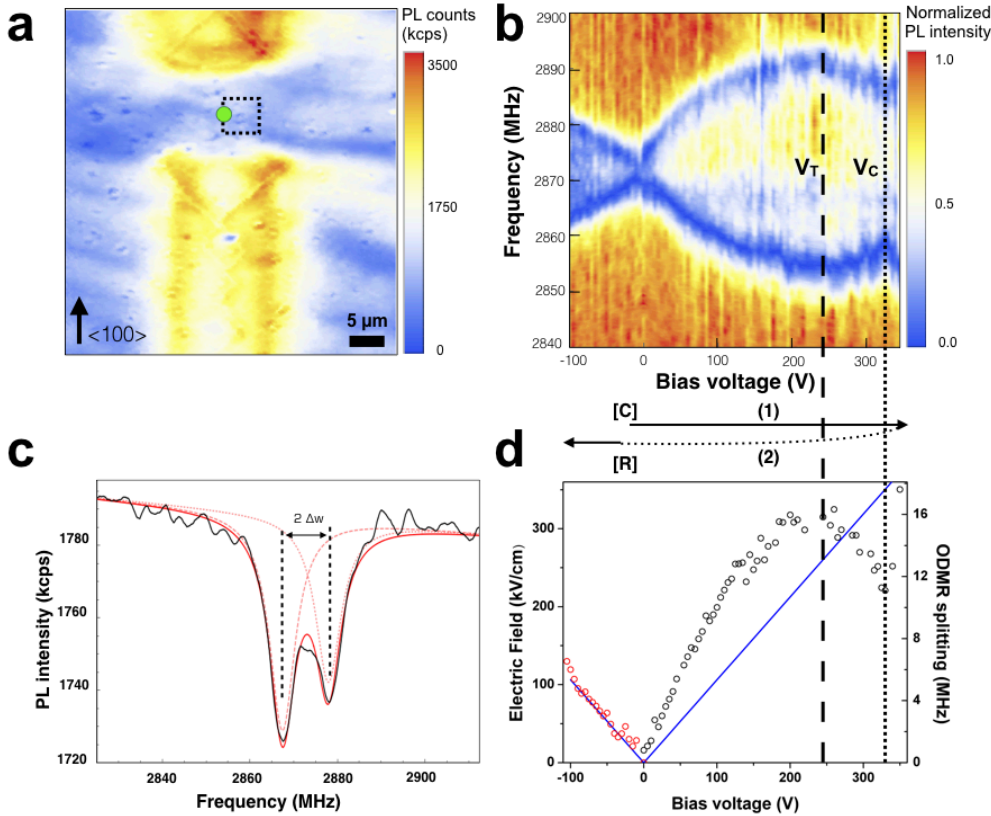 a
PL counts
(kcps)
3500
1750
0
<100>
5 µm
b
Normalized
PL intensity
2900
2890
2880
2870
2860
2850
2840
Frequency (MHz)
VT
VC
1.0
0.5
0.0
-100
0
100
200
300
Bias voltage (V)
[C]
(1)
[R]
(2)
c
2 Δw
1780
1760
1740
1720
PL intensity (kcps)
2840
2860
2880
2900
Frequency (MHz)
d
300
200
100
0
Electric Field (kV/cm)
16
12
8
4
0
ODMR splitting (MHz)
-100
0
100
200
300
Bias voltage (V)